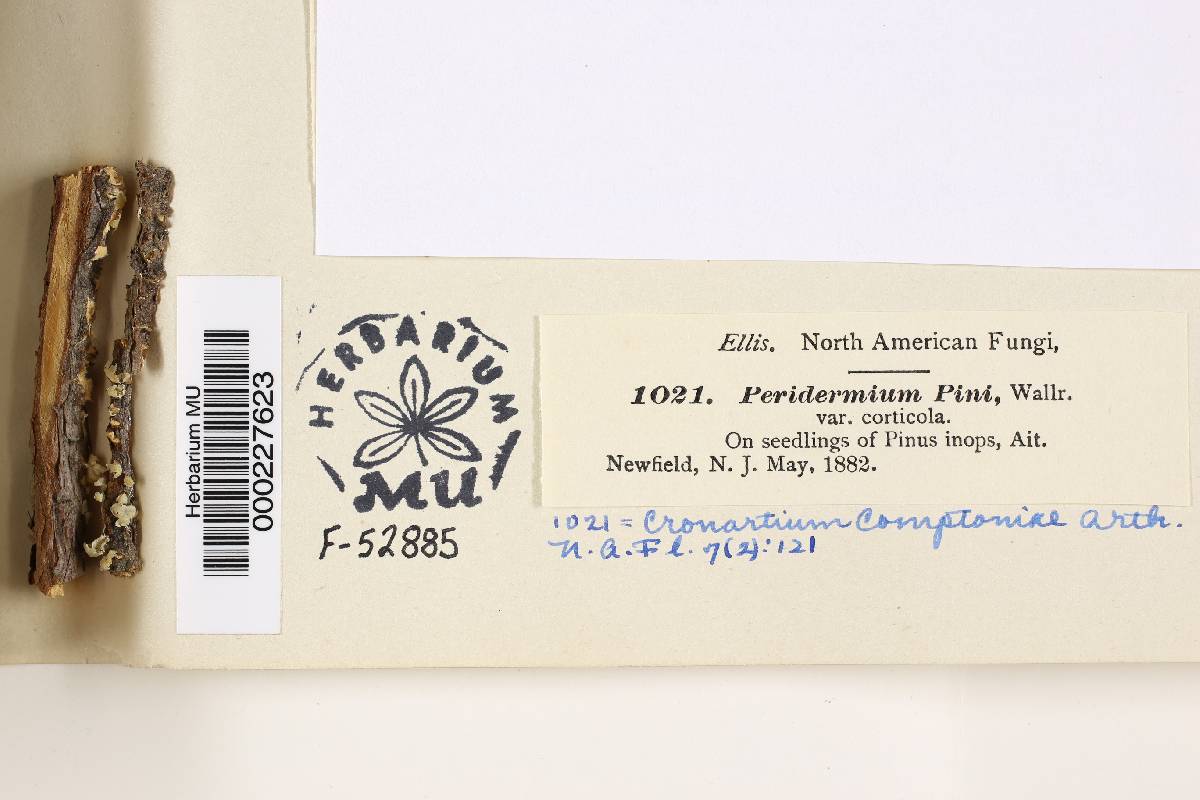 Herbarium MU
000227623
HERBARIUM
MU
F-52885
Ellis. North American Fungi,
1021. Peridermium Pini, Wallr.
var. corticola.
On seedlings of Pinus inops, Ait.
Newfield, N. J. May, 1882.
1021 = Cronartium Comptoniae Arth.
N.A.Fl. 7(2):121